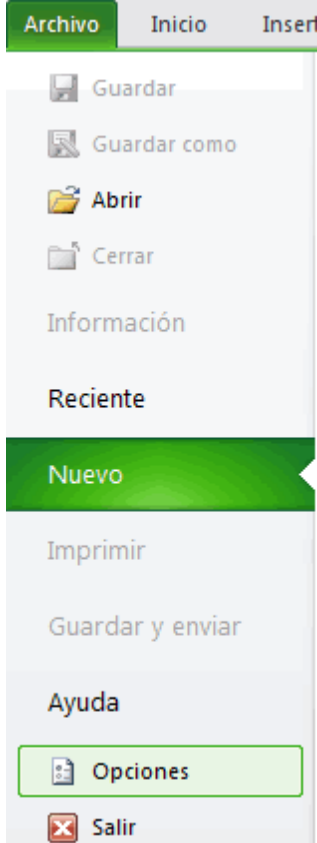 Archivo Inicio
Guardar
Guardar como
Abrir
Cerrar
Información
Reciente
Nuevo
Imprimir
Guardar y enviar
Ayuda
Opciones
Salir